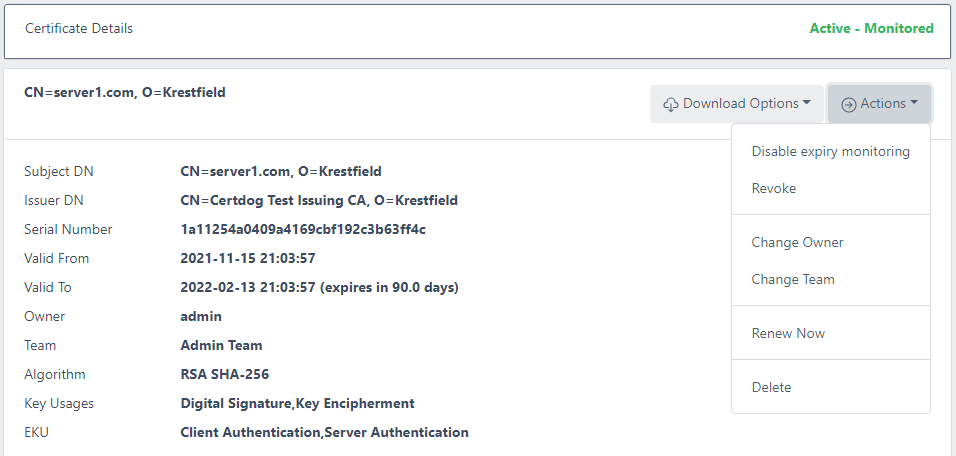 Certificate Details
Active - Monitored
CN=server1.com, O=Krestfield
Download Options
Actions
Disable expiry monitoring
Revoke
Change Owner
Change Team
Renew Now
Delete
Subject DN CN=server1.com, O=Krestfield
Issuer DN CN=Certdog Test Issuing CA, O=Krestfield
Serial Number 1a11254a0409a4169cbf192c3b63ff4c
Valid From 2021-11-15 21:03:57
Valid To 2022-02-13 21:03:57 (expires in 90.0 days)
Owner admin
Team Admin Team
Algorithm RSA SHA-256
Key Usages Digital Signature,Key Encipherment
EKU Client Authentication,Server Authentication